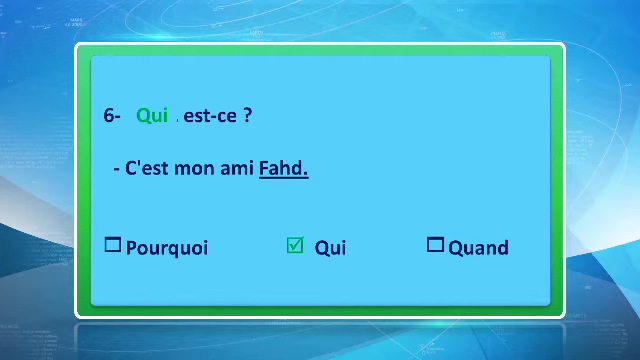 6- Qui . est-ce ?
- C'est mon ami Fahd.
☐ Pourquoi ☑ Qui ☐ Quand